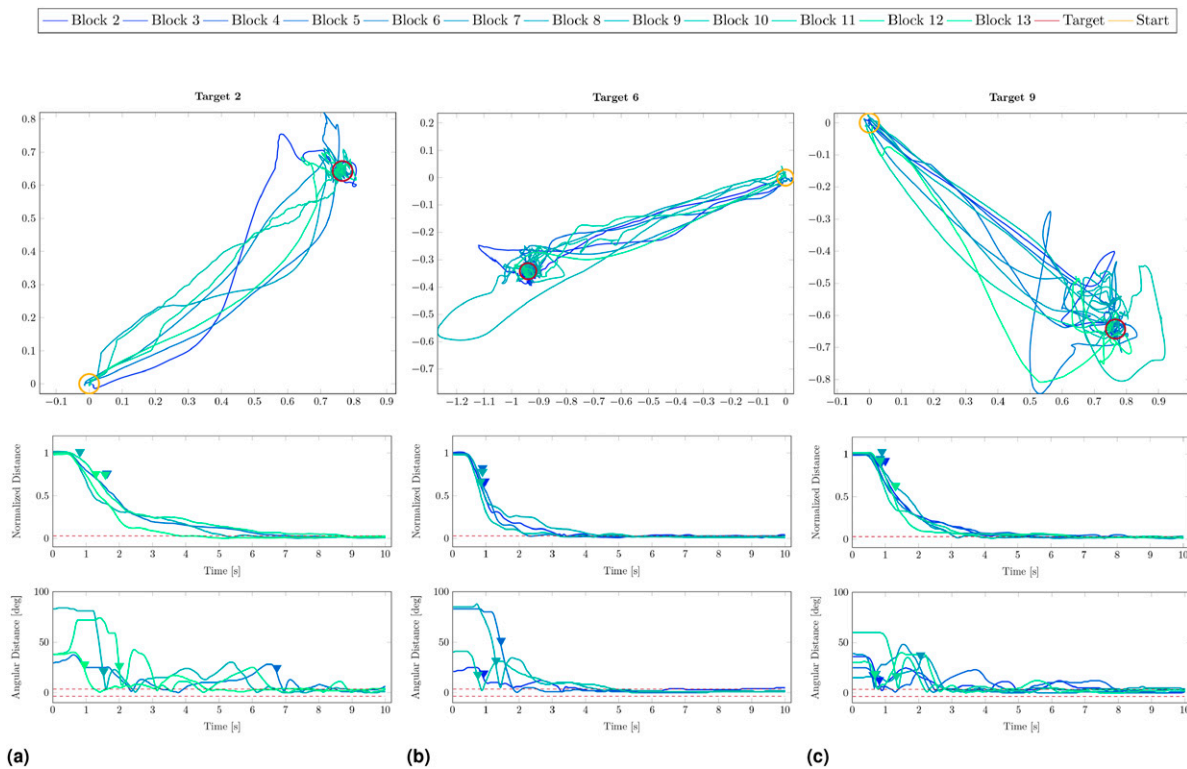 Block 2 Block 3 Block 4 Block 5 Block 6 Block 7 Block 8 Block 9 Block 10 Block 11 Block 12 Block 13 Target Start
Target 2
0.8
0.7
0.6
0.5
0.4
0.3
0.2
0.1
0
−0.1 0 0.1 0.2 0.3 0.4 0.5 0.6 0.7 0.8 0.9
Target 6
0.2
0.1
0
−0.1
−0.2
−0.3
−0.4
−0.5
−0.6
−0.7
−1.2 −1.1 −1 −0.9 −0.8 −0.7 −0.6 −0.5 −0.4 −0.3 −0.2 −0.1 0
Target 9
0
−0.1
−0.2
−0.3
−0.4
−0.5
−0.6
−0.7
−0.8
−0.1 0 0.1 0.2 0.3 0.4 0.5 0.6 0.7 0.8 0.9
Normalized Distance
1
0.5
0
0 1 2 3 4 5 6 7 8 9 10
Time [s]
Normalized Distance
1
0.5
0
0 1 2 3 4 5 6 7 8 9 10
Time [s]
Normalized Distance
1
0.5
0
0 1 2 3 4 5 6 7 8 9 10
Time [s]
Angular Distance [deg]
100
50
0
0 1 2 3 4 5 6 7 8 9 10
Time [s]
Angular Distance [deg]
100
50
0
0 1 2 3 4 5 6 7 8 9 10
Time [s]
Angular Distance [deg]
100
50
0
0 1 2 3 4 5 6 7 8 9 10
Time [s]
(a) (b) (c)